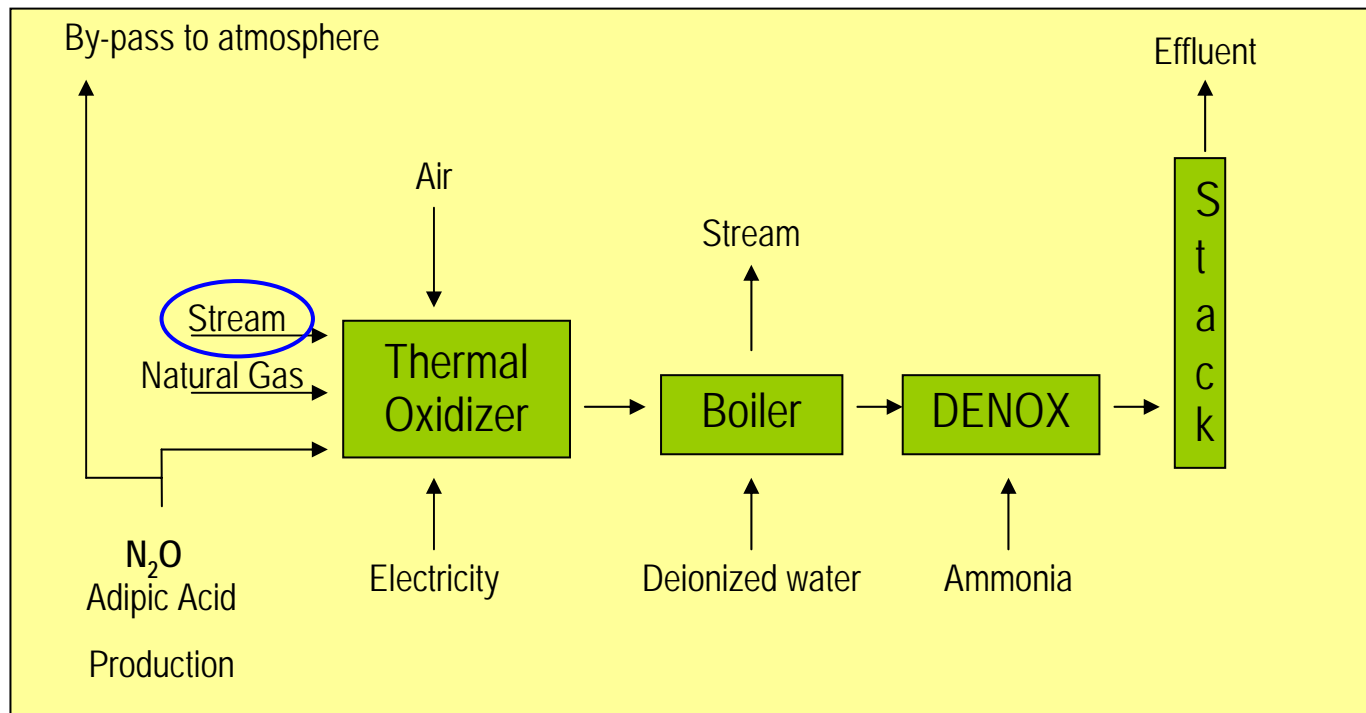 By-pass to atmosphere
Effluent
Air
Stream
Stream
Natural Gas
Thermal
Oxidizer
Boiler
DENOX
Stack
N₂O
Adipic Acid
Production
Electricity
Deionized water
Ammonia